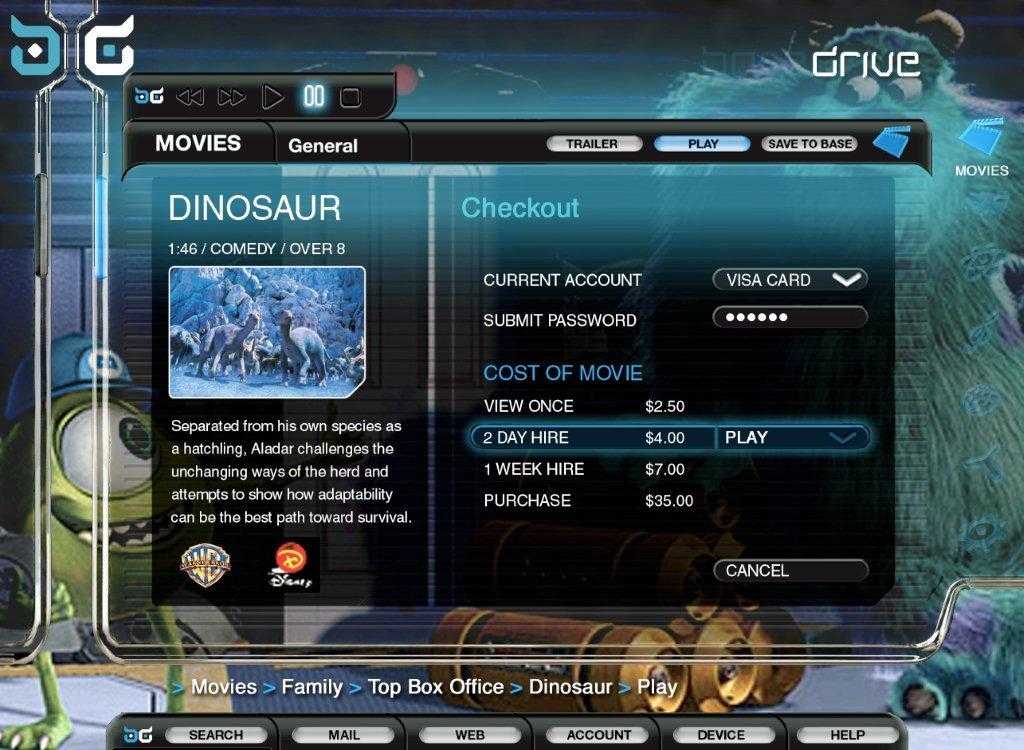 drive
MOVIES
General
TRAILER
PLAY
SAVE TO BASE
MOVIES
DINOSAUR
1:46 / COMEDY / OVER 8
Separated from his own species as
a hatchling, Aladar challenges the
unchanging ways of the herd and
attempts to show how adaptability
can be the best path toward survival.
WB
Disney
Checkout
CURRENT ACCOUNT VISA CARD
SUBMIT PASSWORD ••••••
COST OF MOVIE
VIEW ONCE $2.50
2 DAY HIRE $4.00 PLAY
1 WEEK HIRE $7.00
PURCHASE $35.00
CANCEL
> Movies > Family > Top Box Office > Dinosaur > Play
SEARCH MAIL WEB ACCOUNT DEVICE HELP